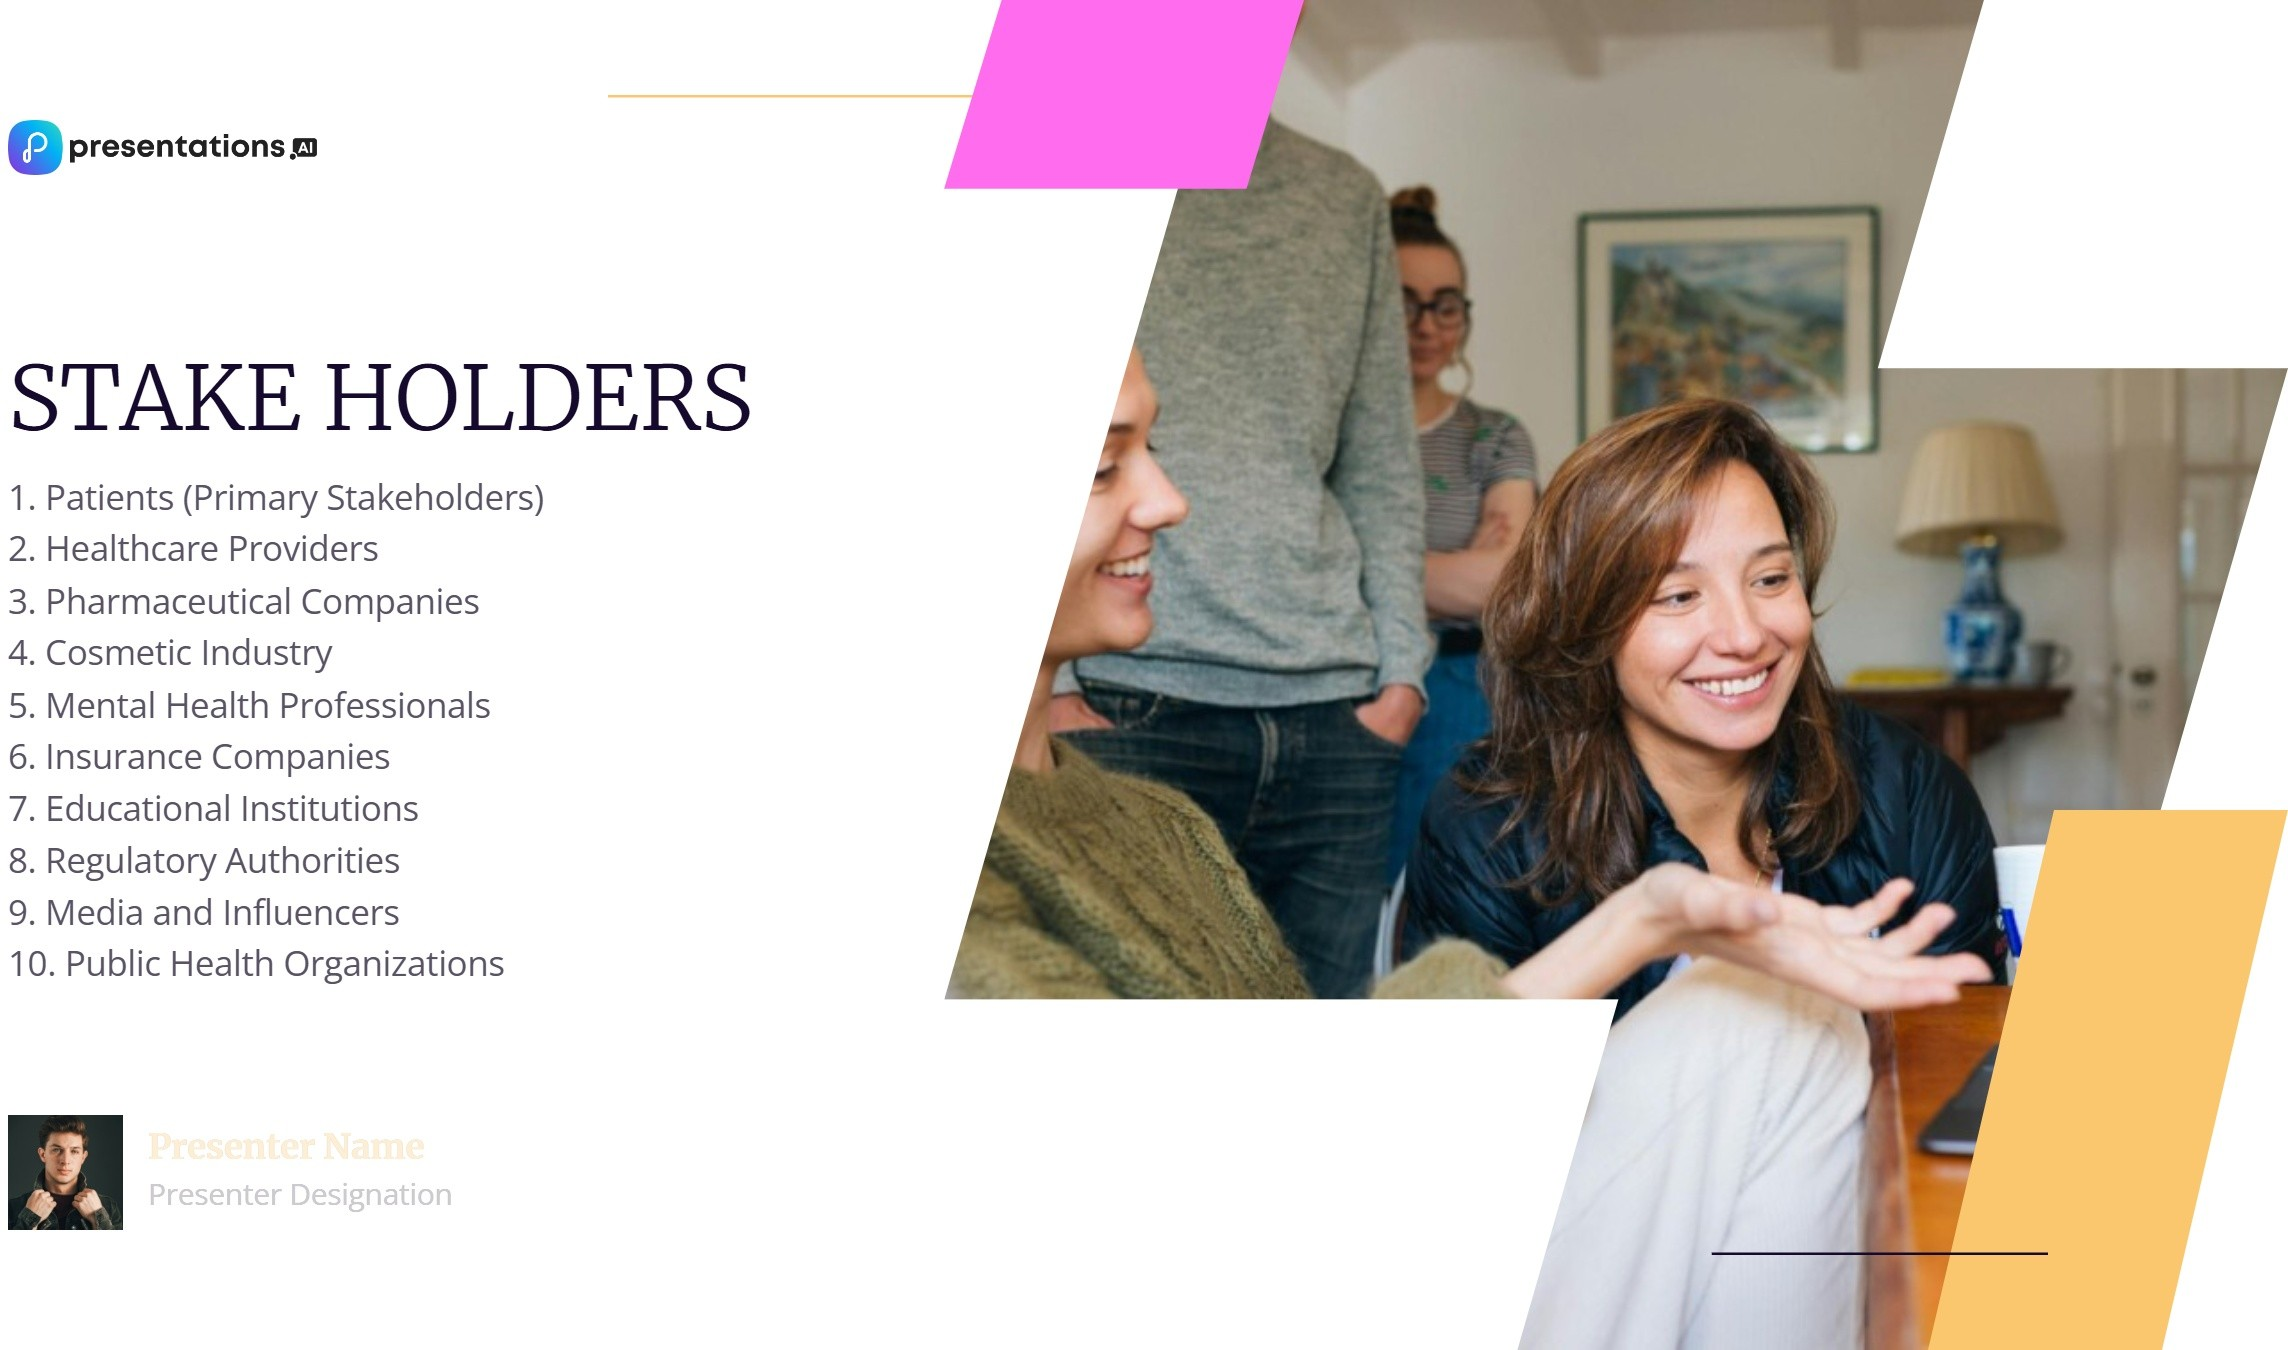 presentations.AI
STAKE HOLDERS
1. Patients (Primary Stakeholders)
2. Healthcare Providers
3. Pharmaceutical Companies
4. Cosmetic Industry
5. Mental Health Professionals
6. Insurance Companies
7. Educational Institutions
8. Regulatory Authorities
9. Media and Influencers
10. Public Health Organizations
Presenter Name
Presenter Designation